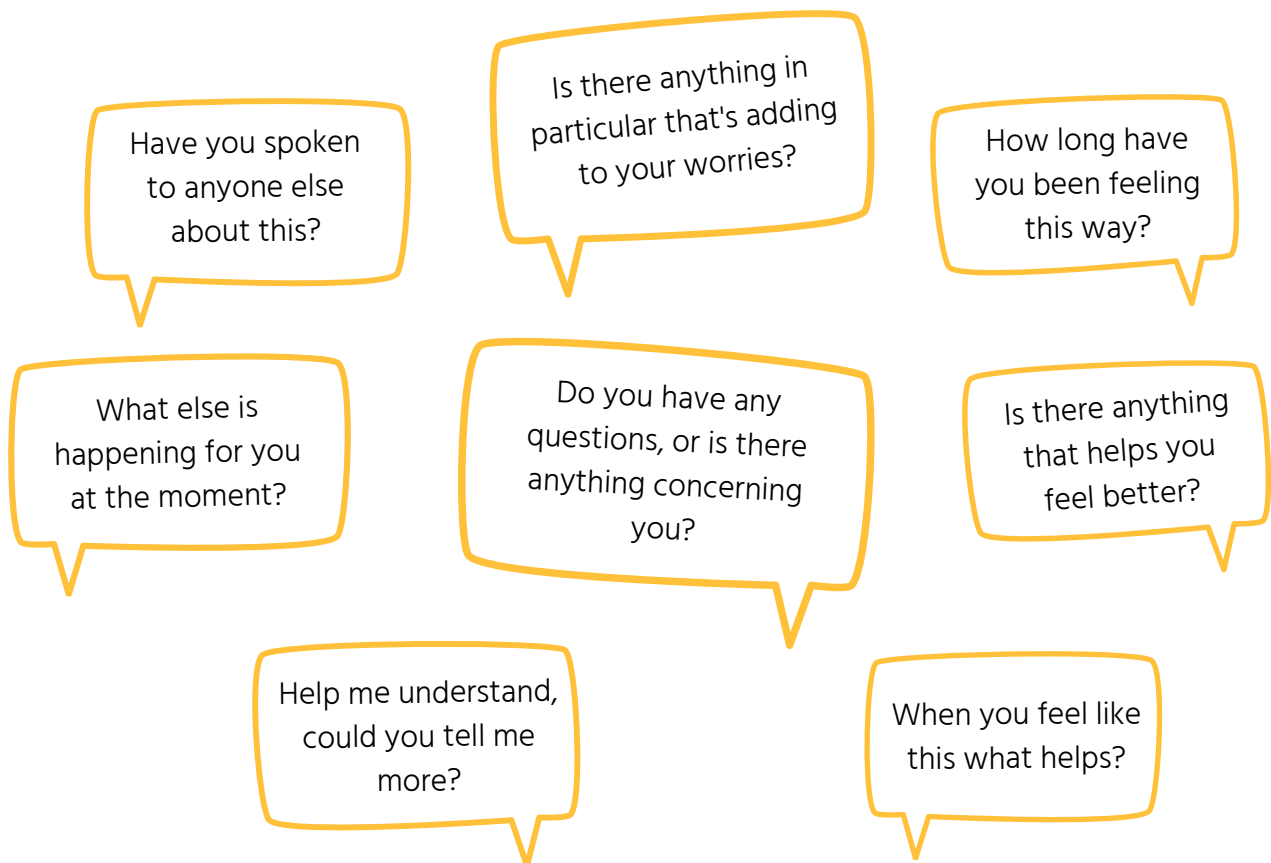 Have you spoken
to anyone else
about this?
Is there anything in
particular that's adding
to your worries?
How long have
you been feeling
this way?
What else is
happening for you
at the moment?
Do you have any
questions, or is there
anything concerning
you?
Is there anything
that helps you
feel better?
Help me understand,
could you tell me
more?
When you feel like
this what helps?